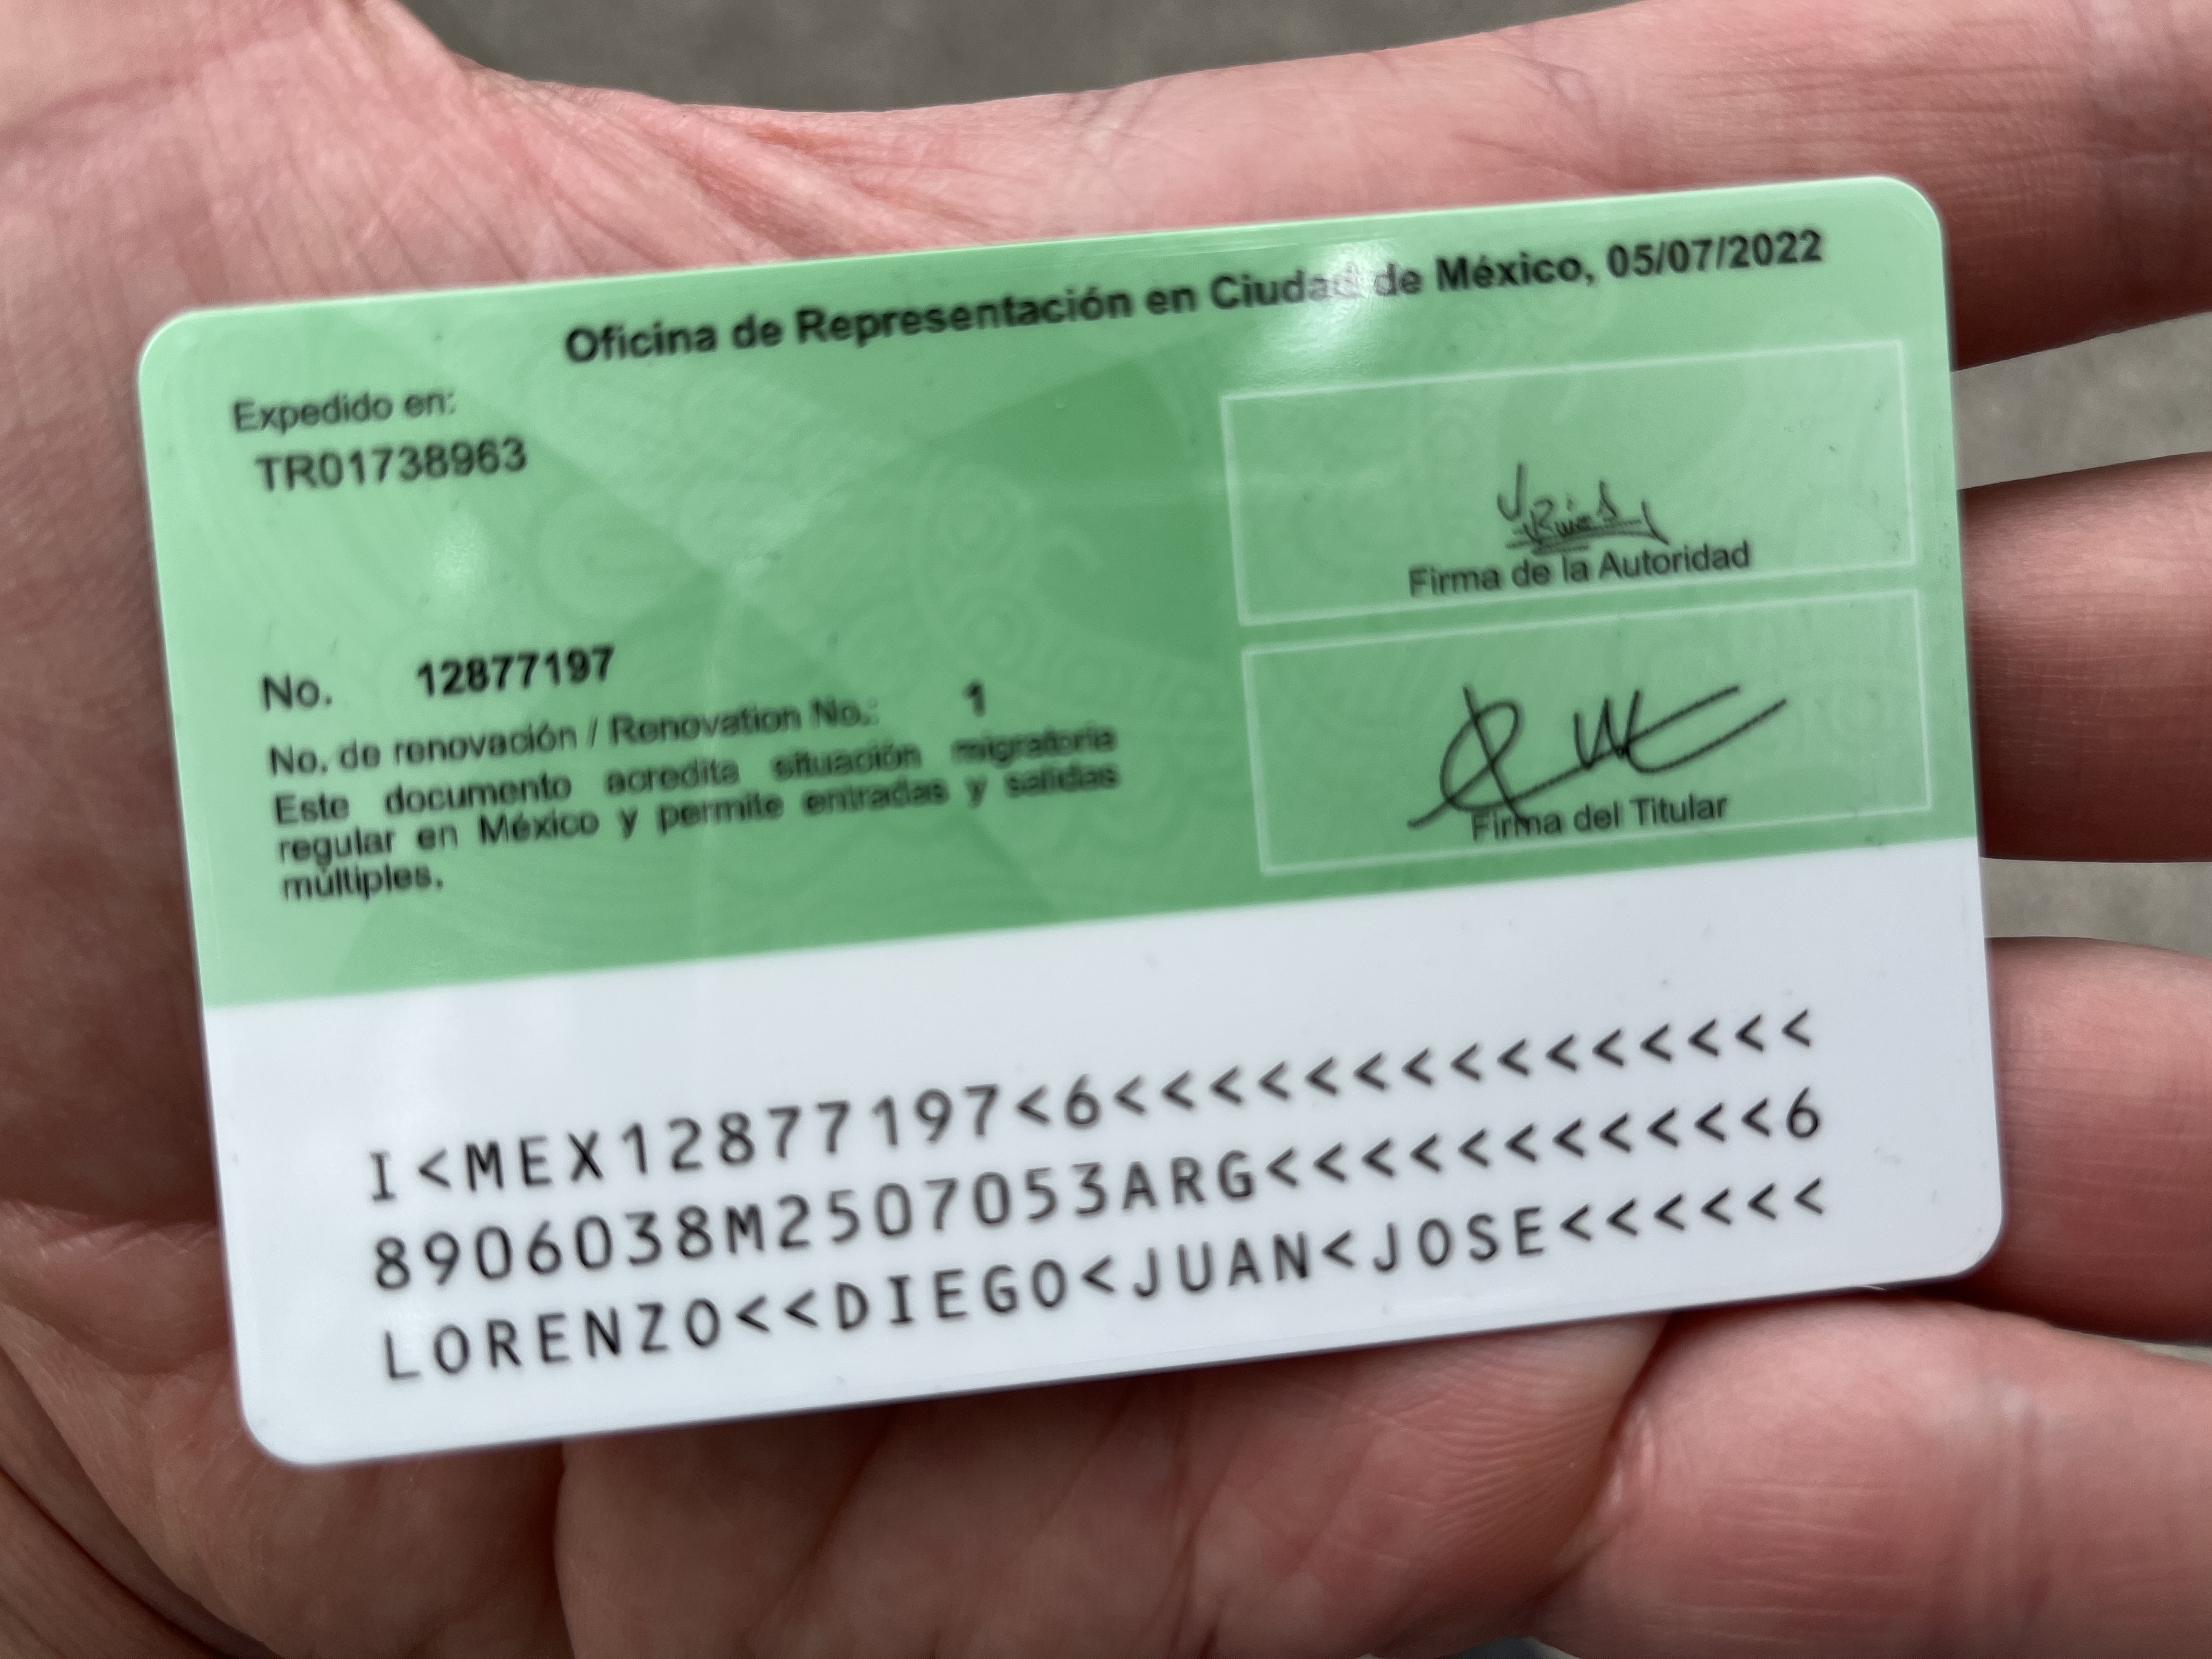 Oficina de Representación en Ciudad de México, 05/07/2022
Expedido en:
TR01738963
Firma de la Autoridad
No. 12877197
No. de renovación / Renovation No.: 1
Este documento acredita situación migratoria
regular en México y permite entradas y salidas
múltiples.
Firma del Titular
I<MEX12877197<6<<<<<<<<<<<<<<<
8906038M2507053ARG<<<<<<<<<<<6
LORENZO<<DIEGO<JUAN<JOSE<<<<<<